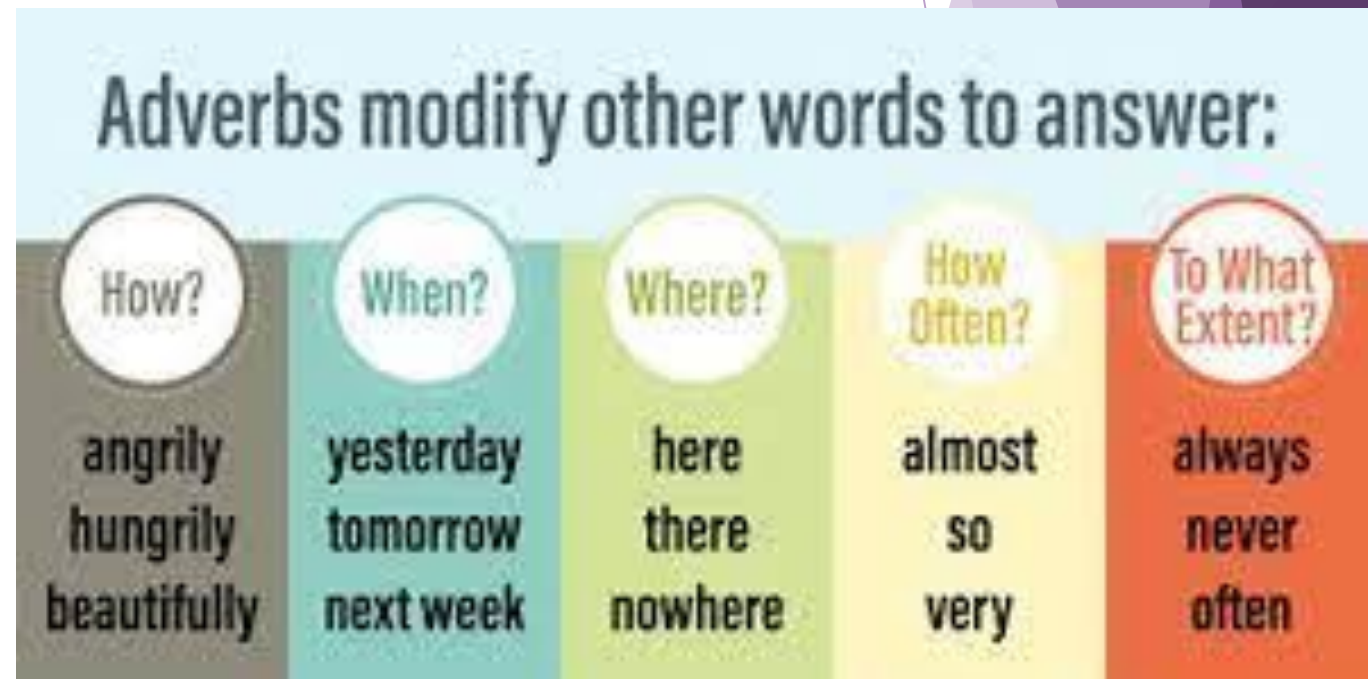 Adverbs modify other words to answer:
How?
angrily
hungrily
beautifully
When?
yesterday
tomorrow
next week
Where?
here
there
nowhere
How
Often?
almost
so
very
To What
Extent?
always
never
often